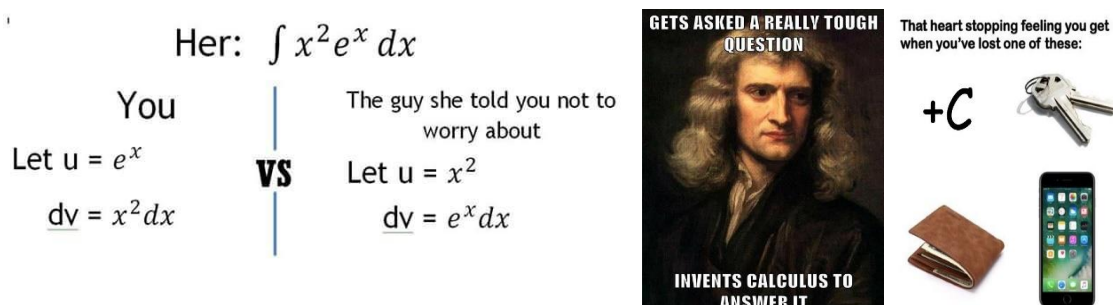 Her: ∫ x²eˣ dx
You
Let u = eˣ
dv = x²dx
VS
The guy she told you not to
worry about
Let u = x²
dv = eˣdx
GETS ASKED A REALLY TOUGH
QUESTION
INVENTS CALCULUS TO
ANSWER IT
That heart stopping feeling you get
when you've lost one of these:
+C